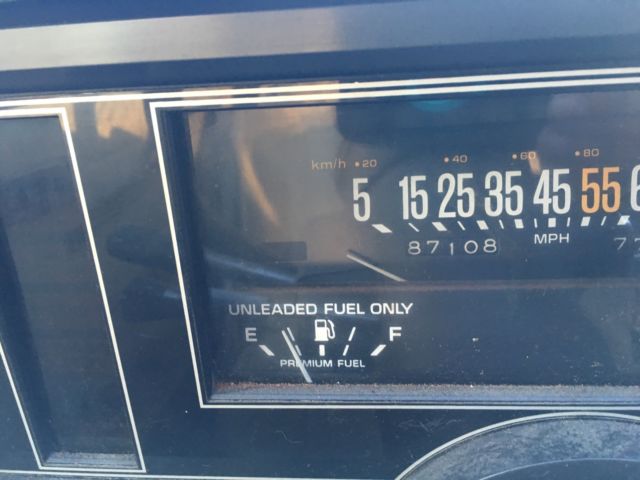 km/h 20 40 60 80
5 15 25 35 45 55
87108 MPH
UNLEADED FUEL ONLY
E F
PREMIUM FUEL